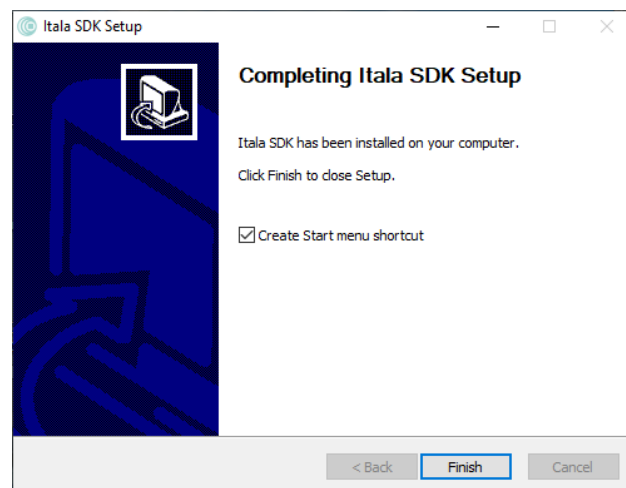 Itala SDK Setup
Completing Itala SDK Setup
Itala SDK has been installed on your computer.
Click Finish to close Setup.
Create Start menu shortcut
< Back
Finish
Cancel